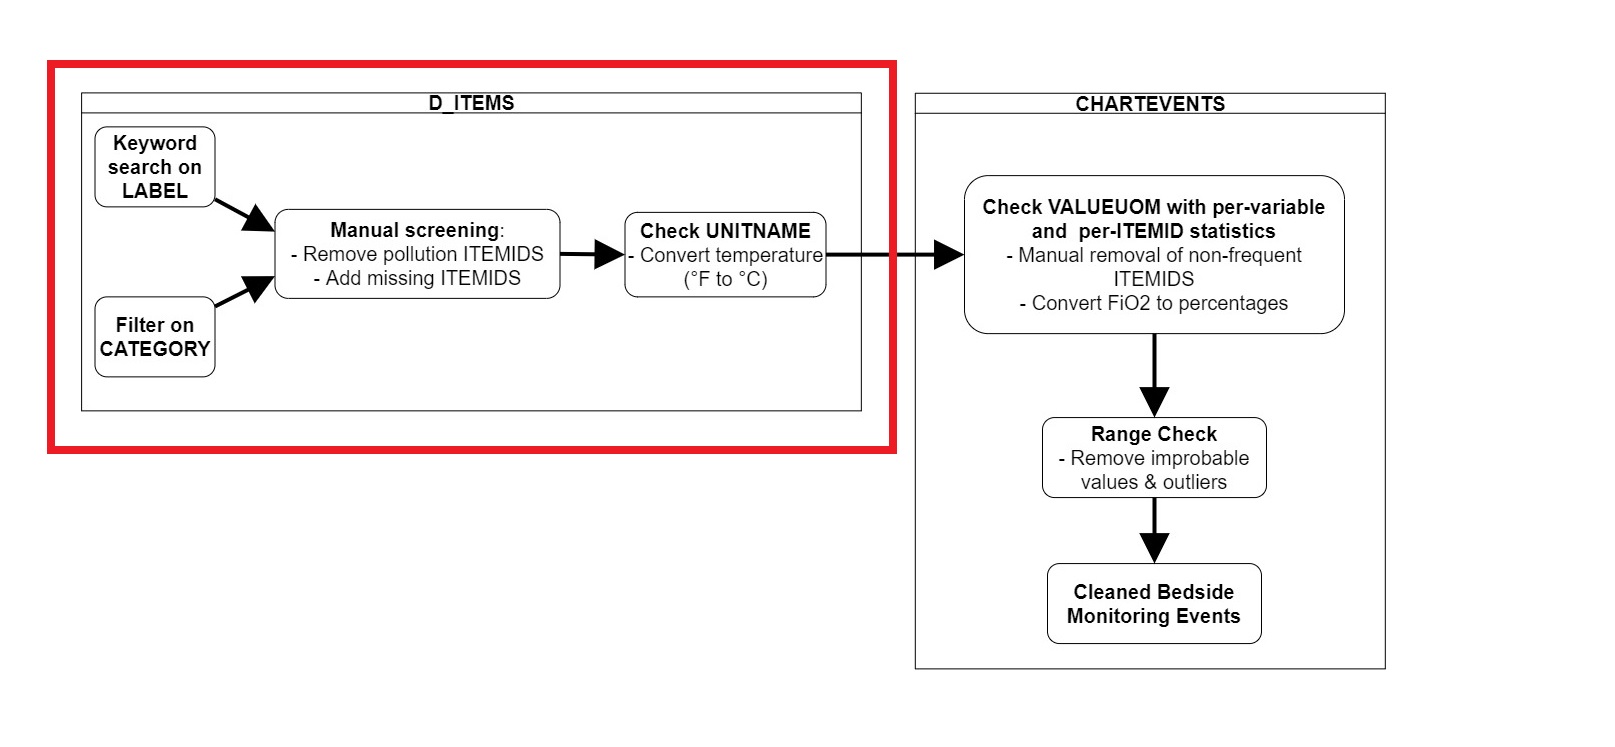 D_ITEMS
Keyword
search on
LABEL
Filter on
CATEGORY
Manual screening:
- Remove pollution ITEMIDS
- Add missing ITEMIDS
Check UNITNAME
- Convert temperature
(°F to °C)
CHARTEVENTS
Check VALUEUOM with per-variable
and per-ITEMID statistics
- Manual removal of non-frequent
ITEMIDS
- Convert FiO2 to percentages
Range Check
- Remove improbable
values & outliers
Cleaned Bedside
Monitoring Events